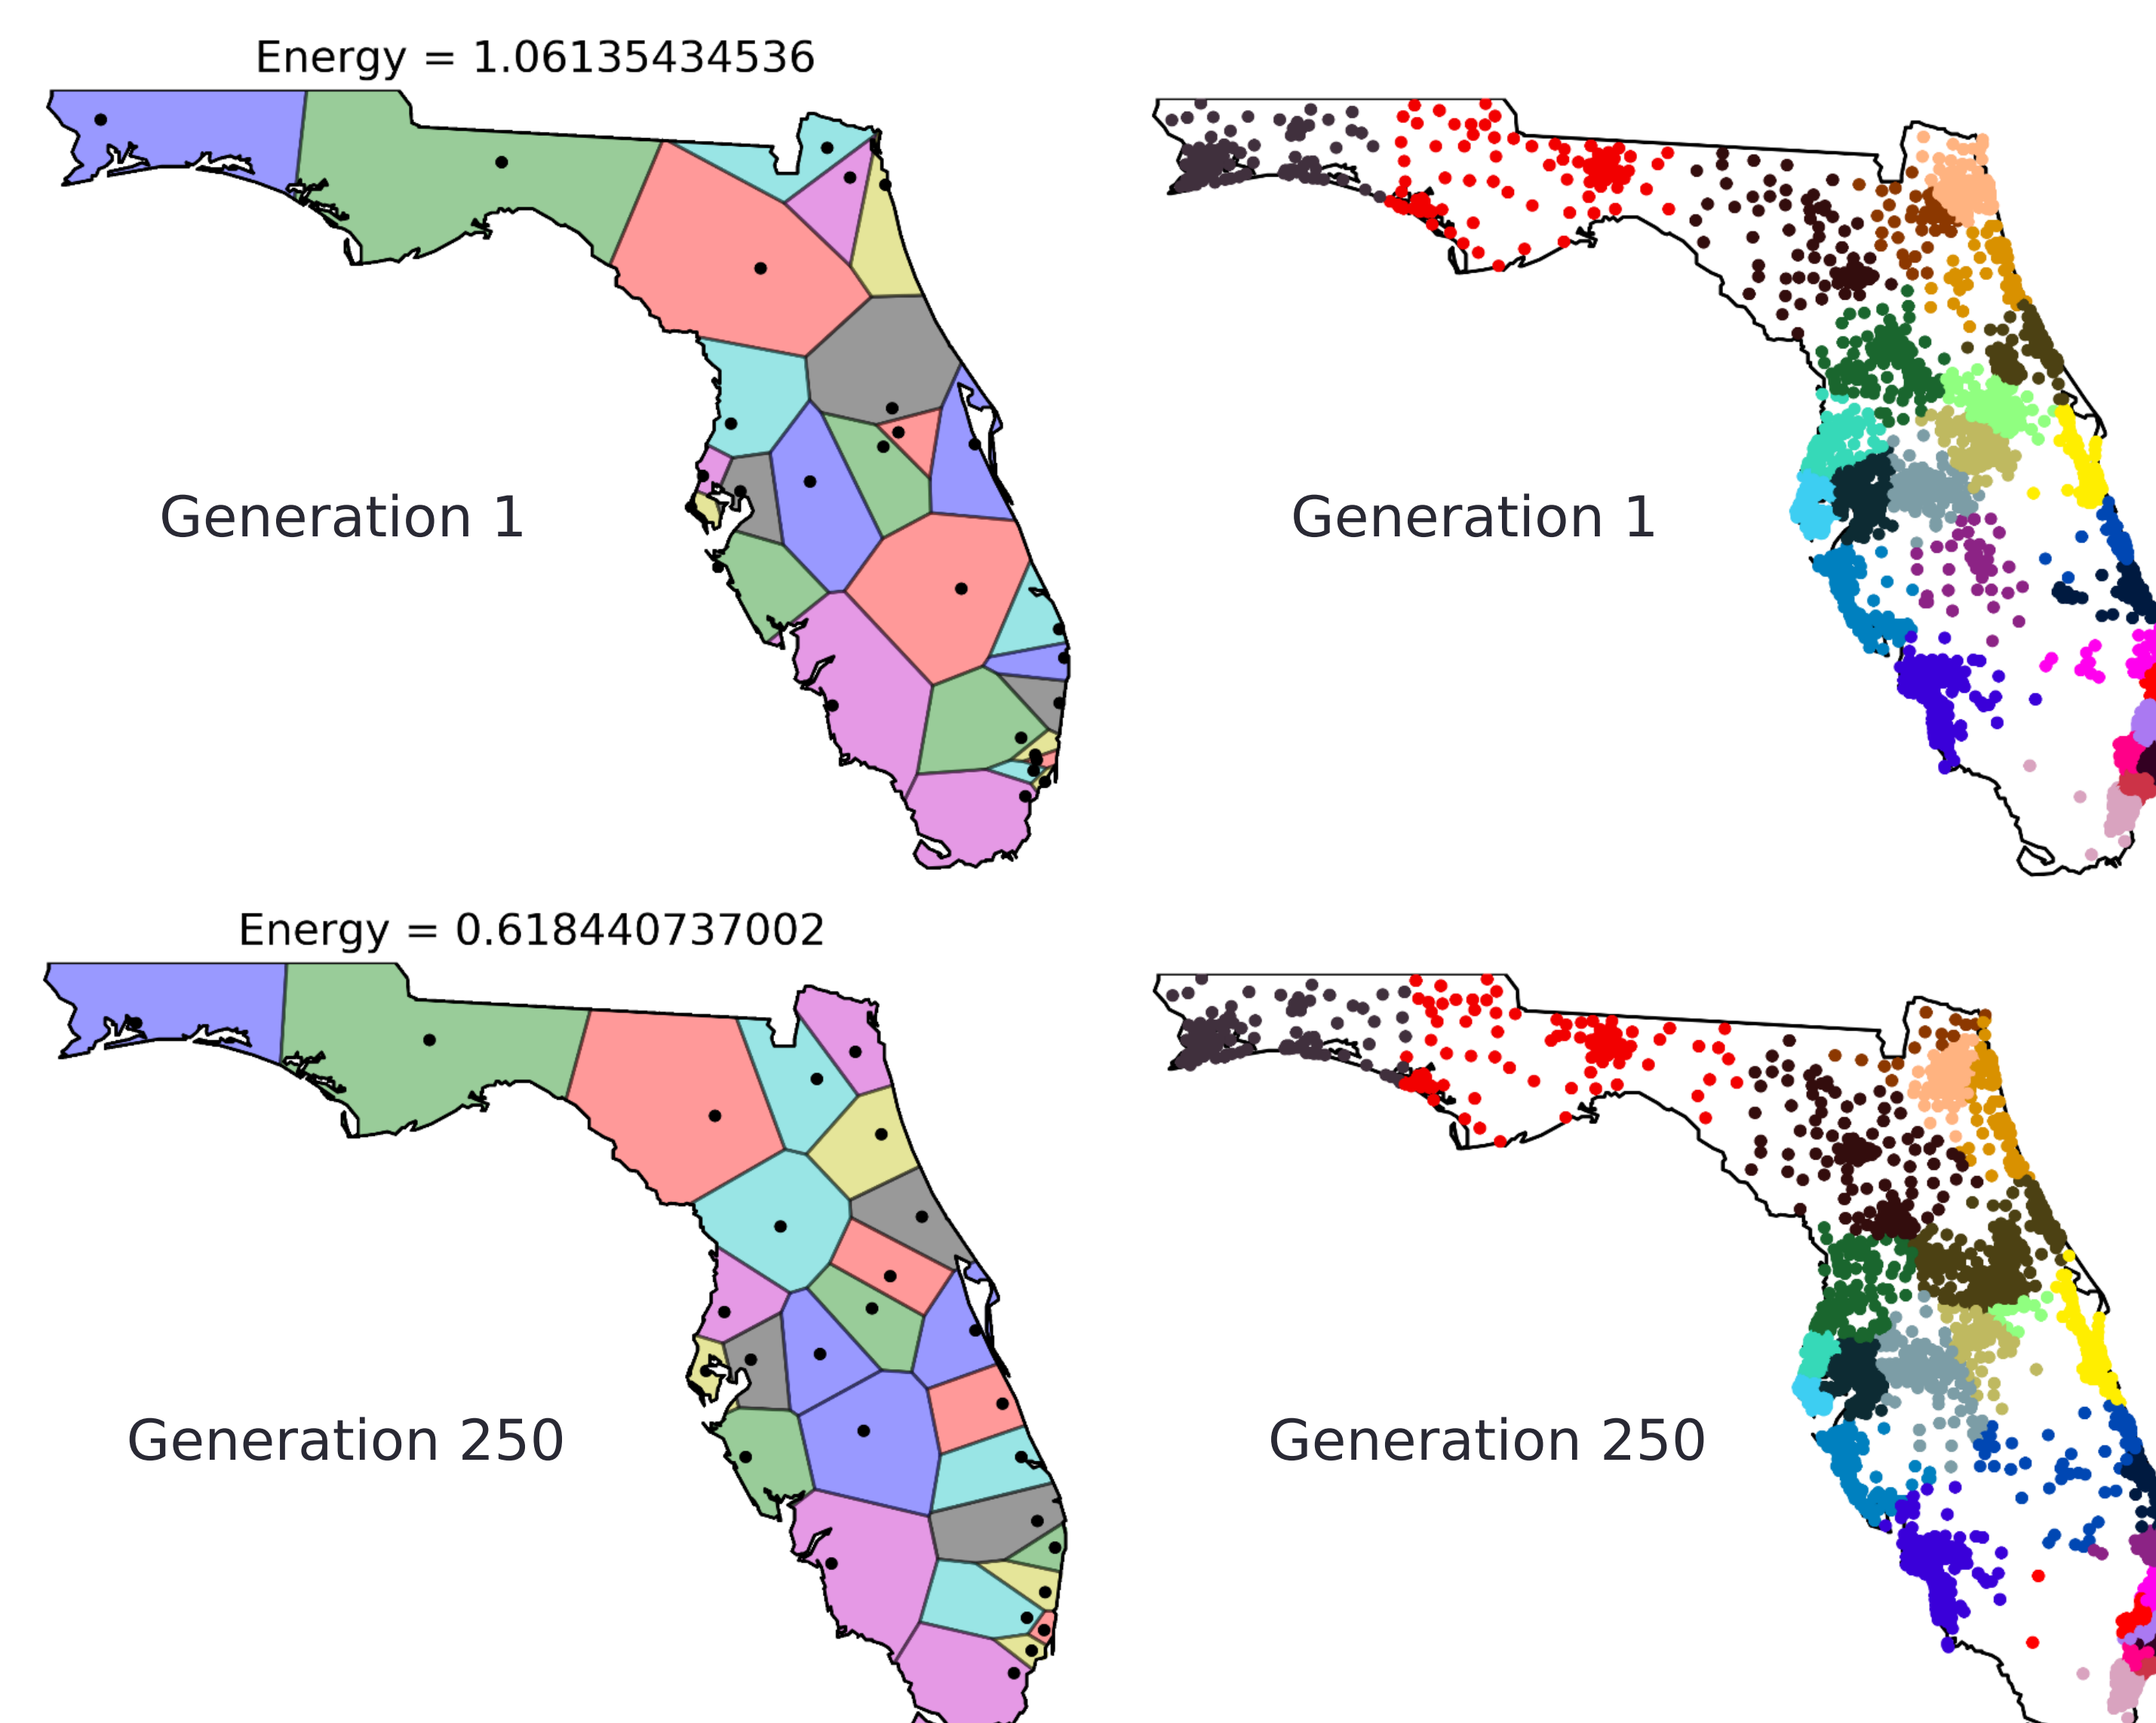 Energy = 1.06135434536
Generation 1
Generation 1
Energy = 0.618440737002
Generation 250
Generation 250